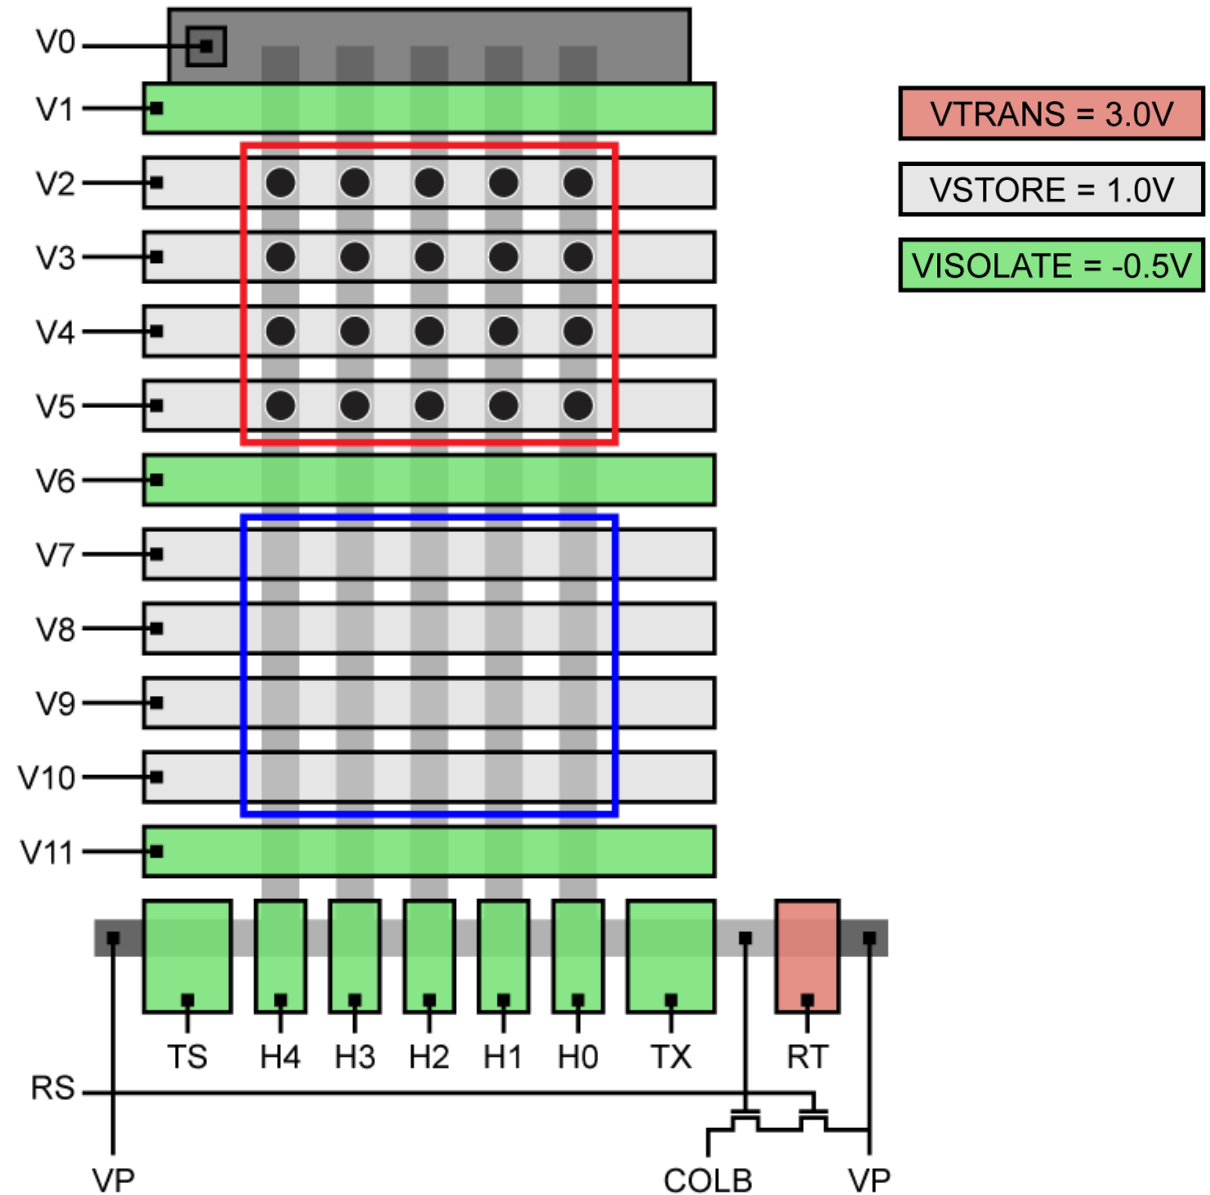 V0
V1
VTRANS = 3.0V
V2
VSTORE = 1.0V
V3
VISOLATE = -0.5V
V4
V5
V6
V7
V8
V9
V10
V11
TS H4 H3 H2 H1 H0 TX RT
RS
VP COLB VP